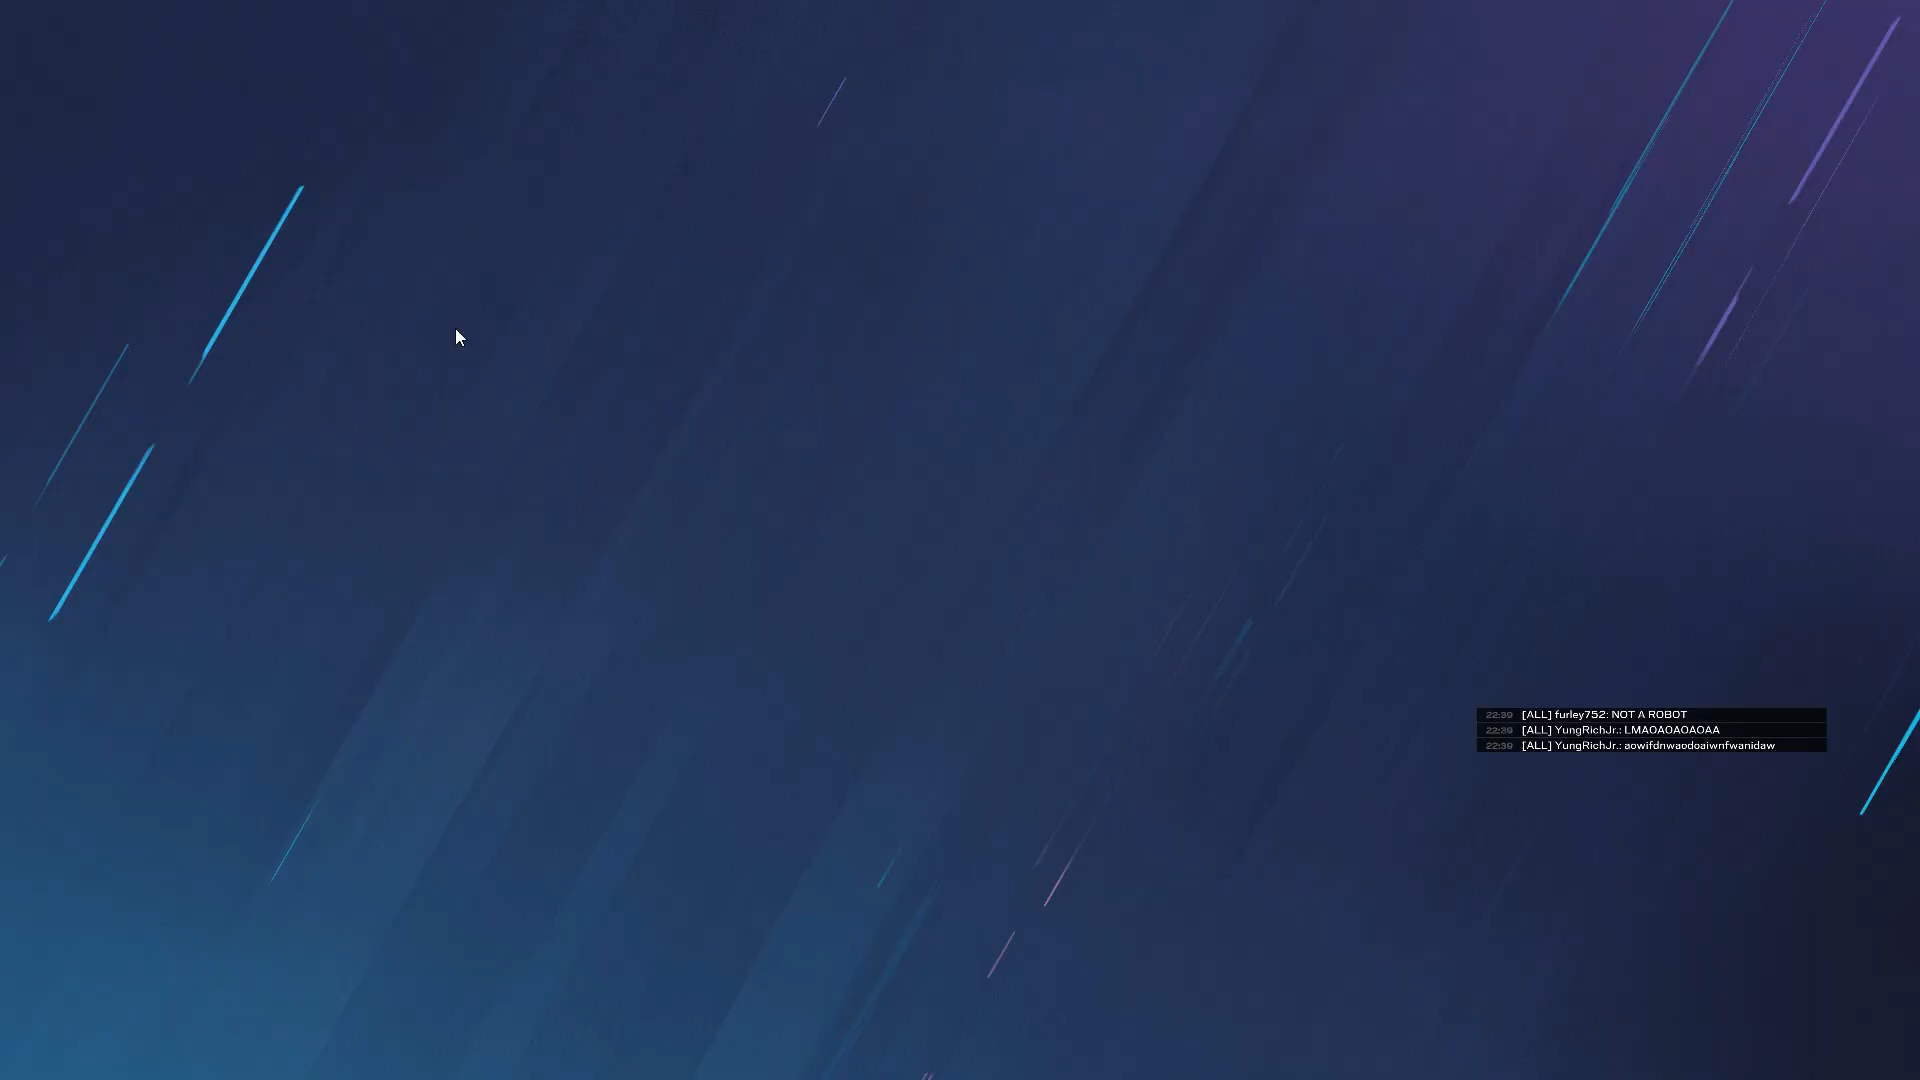 22:39 [ALL] furley752: NOT A ROBOT
22:39 [ALL] YungRichJr.: LMAOAOAOAOAA
22:39 [ALL] YungRichJr.: aowifdnwaodoaiwnfwanidaw